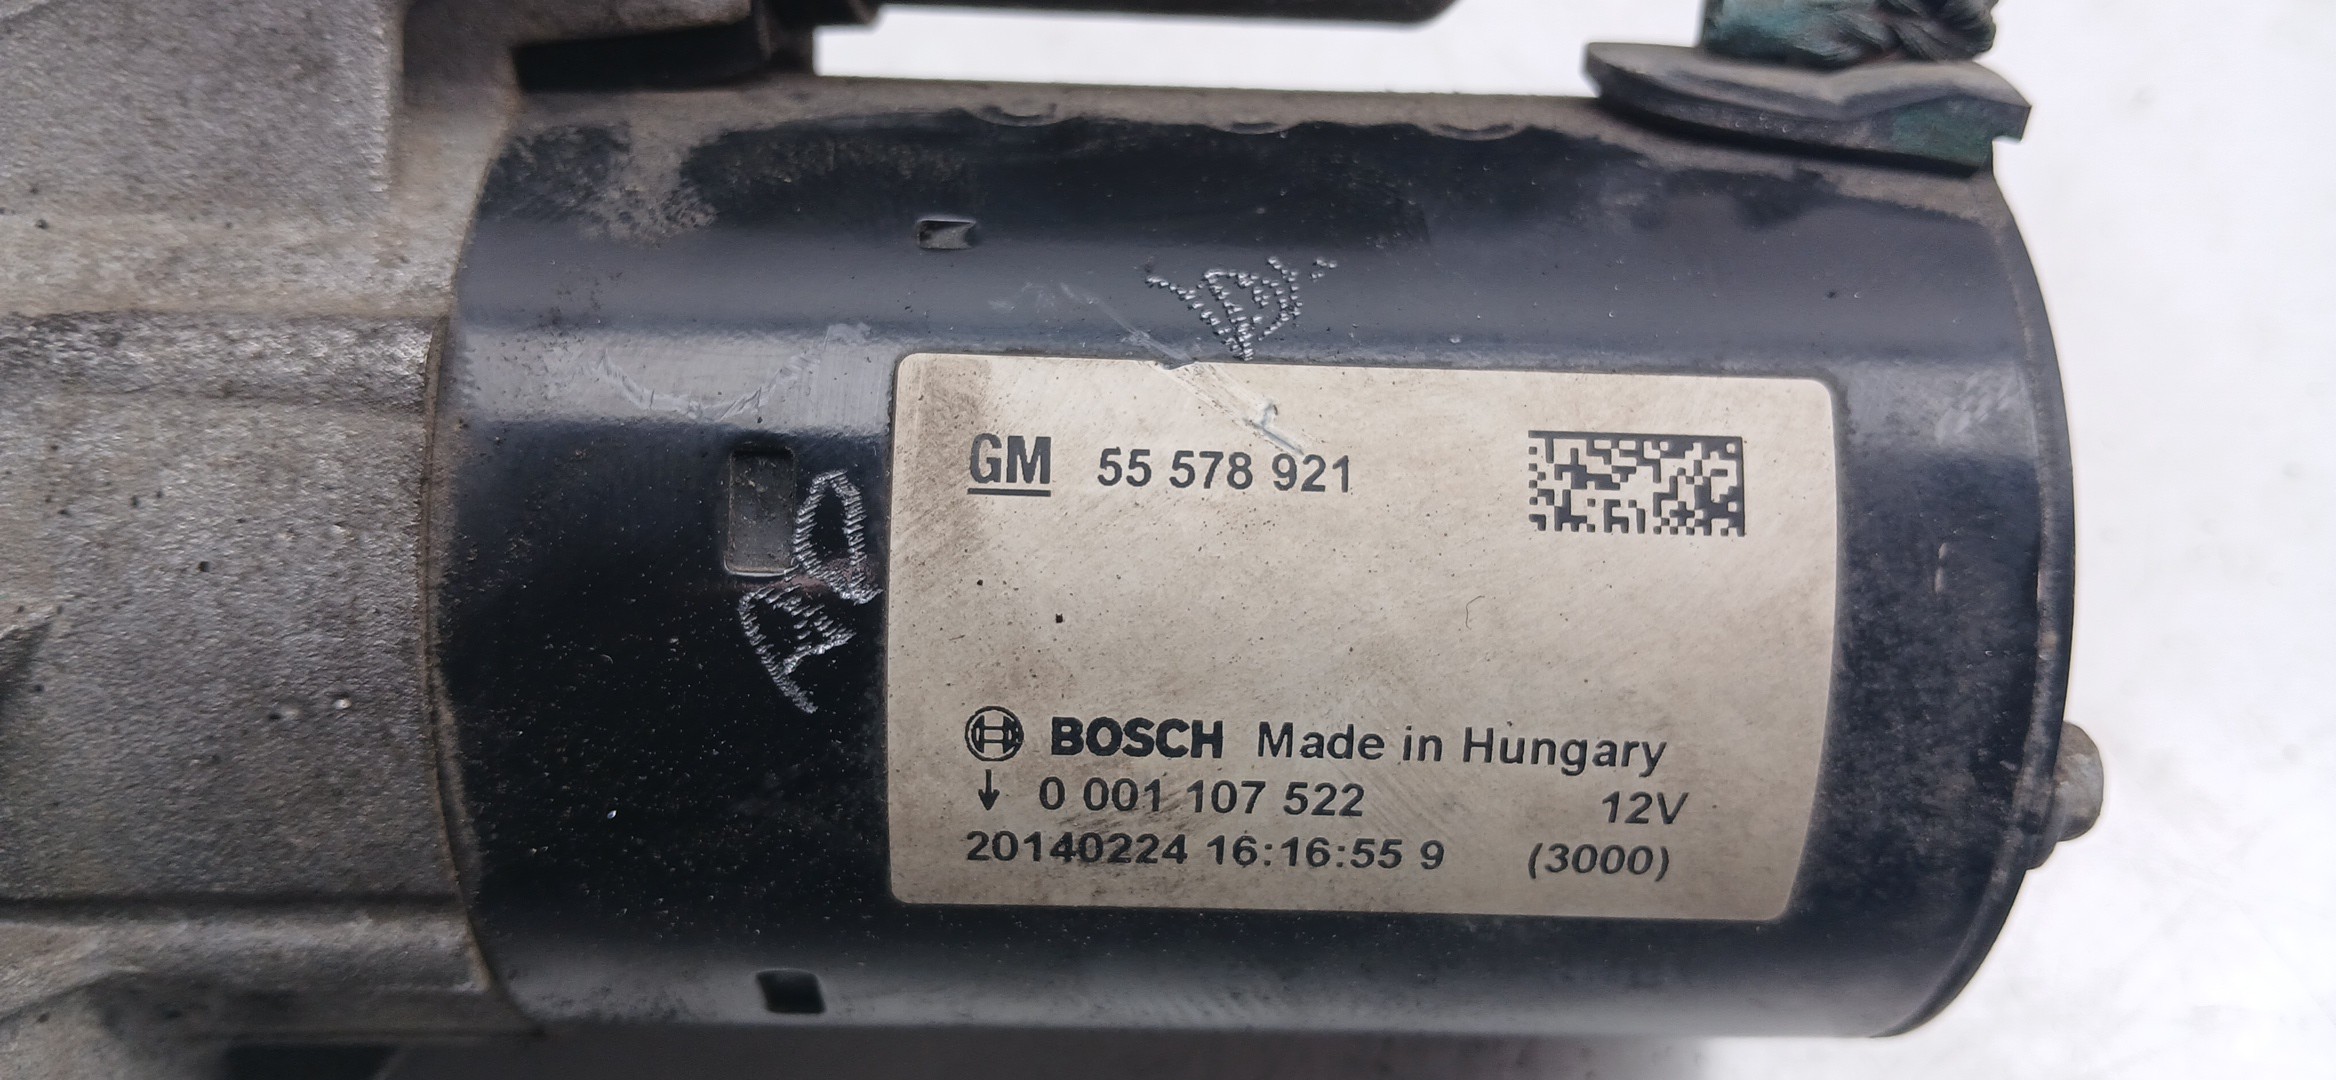 GM 55 578 921
BOSCH Made in Hungary
↓ 0 001 107 522 12V
20140224 16:16:55 9 (3000)